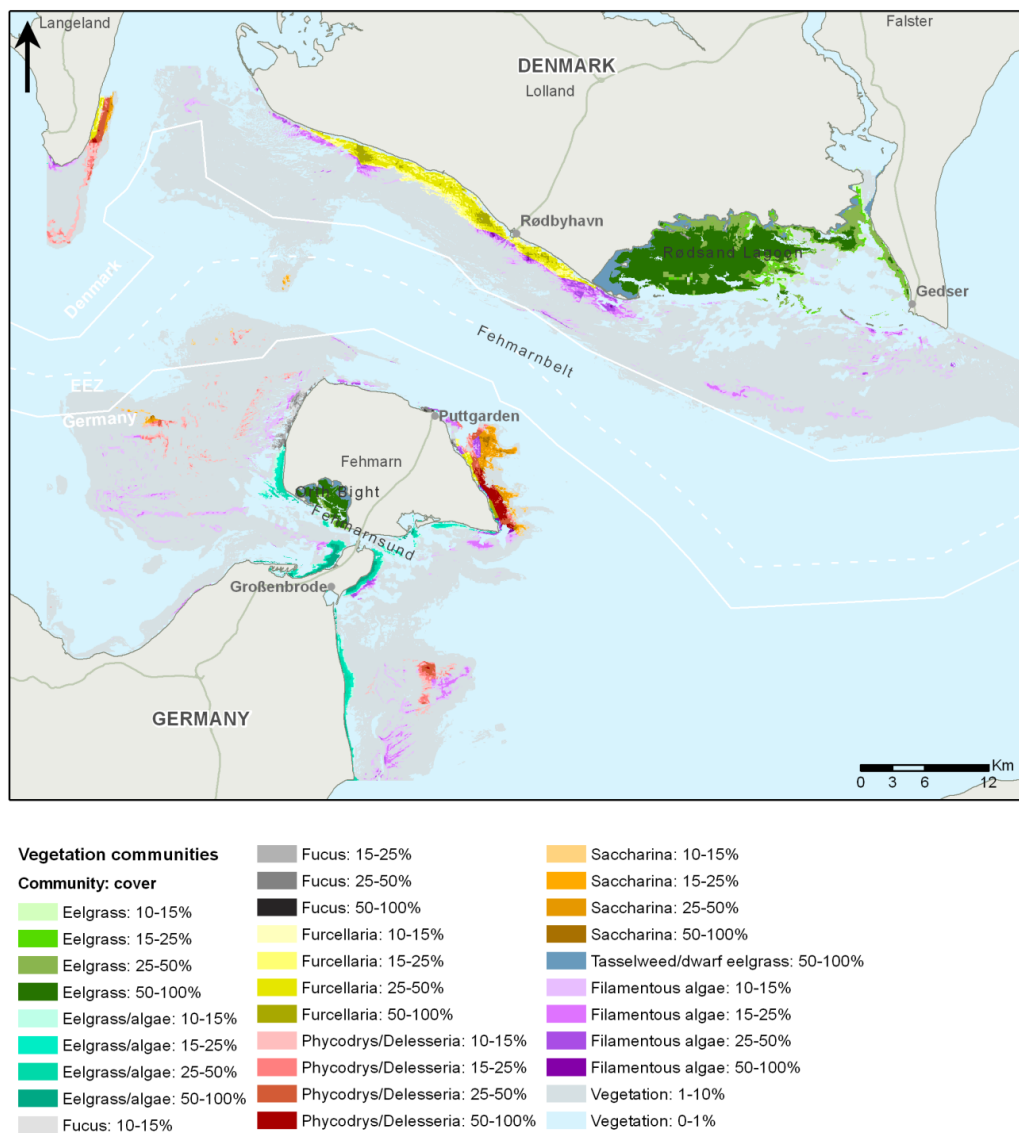 Langeland
Falster
DENMARK
Lolland
Rødbyhavn
Rødsand Lagoon
Gedser
Denmark
Fehmarnbelt
EEZ
Germany
Puttgarden
Fehmarn
Orth Bight
Fehmarnsund
Großenbrode
GERMANY
Km
0 3 6 12
Vegetation communities
Community: cover
Eelgrass: 10-15%
Eelgrass: 15-25%
Eelgrass: 25-50%
Eelgrass: 50-100%
Eelgrass/algae: 10-15%
Eelgrass/algae: 15-25%
Eelgrass/algae: 25-50%
Eelgrass/algae: 50-100%
Fucus: 10-15%
Fucus: 15-25%
Fucus: 25-50%
Fucus: 50-100%
Furcellaria: 10-15%
Furcellaria: 15-25%
Furcellaria: 25-50%
Furcellaria: 50-100%
Phycodrys/Delesseria: 10-15%
Phycodrys/Delesseria: 15-25%
Phycodrys/Delesseria: 25-50%
Phycodrys/Delesseria: 50-100%
Saccharina: 10-15%
Saccharina: 15-25%
Saccharina: 25-50%
Saccharina: 50-100%
Tasselweed/dwarf eelgrass: 50-100%
Filamentous algae: 10-15%
Filamentous algae: 15-25%
Filamentous algae: 25-50%
Filamentous algae: 50-100%
Vegetation: 1-10%
Vegetation: 0-1%